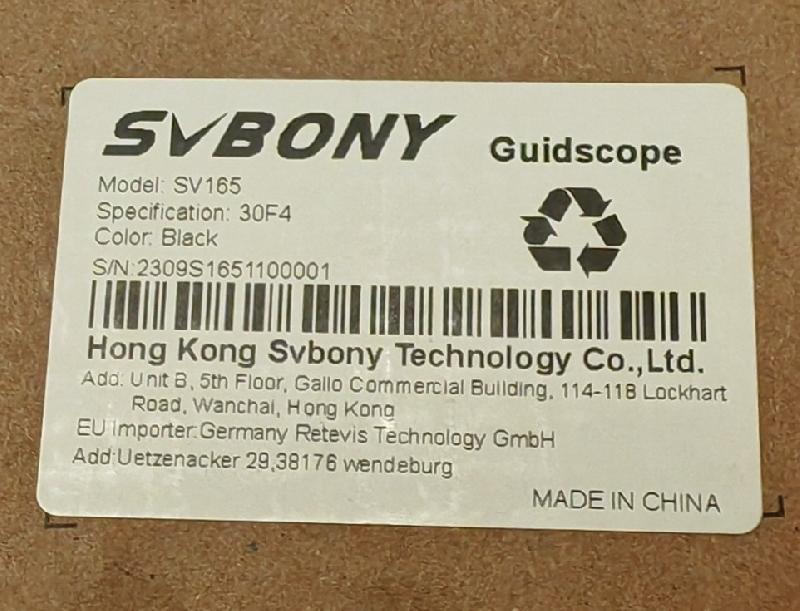 SVBONY Guidscope
Model: SV165
Specification: 30F4
Color: Black
S/N:2309S1651100001
Hong Kong Svbony Technology Co.,Ltd.
Add: Unit B, 5th Floor, Gallo Commercial Building, 114-118 Lockhart
Road, Wanchai, Hong Kong
EU Importer:Germany Retevis Technology GmbH
Add:Uetzenacker 29,38176 wendeburg
MADE IN CHINA